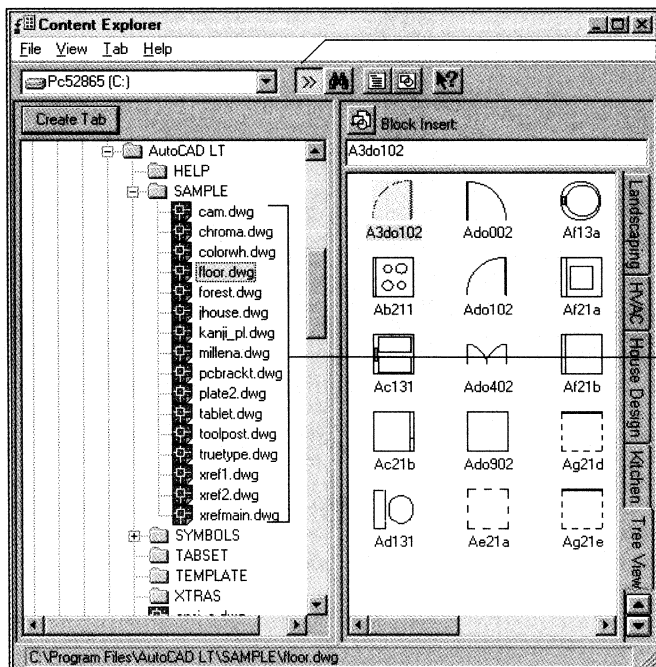 Content Explorer
File View Tab Help
Pc52865 (C:)
Create Tab
AutoCAD LT
HELP
SAMPLE
cam.dwg
chroma.dwg
colorwh.dwg
floor.dwg
forest.dwg
jhouse.dwg
kanji_pl.dwg
millena.dwg
pcbrackt.dwg
plate2.dwg
tablet.dwg
toolpost.dwg
truetype.dwg
xref1.dwg
xref2.dwg
xrefmain.dwg
SYMBOLS
TABSET
TEMPLATE
XTRAS
Block Insert:
A3do102
A3do102 Ado002 Af13a
Ab211 Ado102 Af21a
Ac131 Ado402 Af21b
Ac21b Ado902 Ag21d
Ad131 Ae21a Ag21e
Landscaping
HVAC
House Design
Kitchen
Tree View
C:\Program Files\AutoCAD LT\SAMPLE\floor.dwg